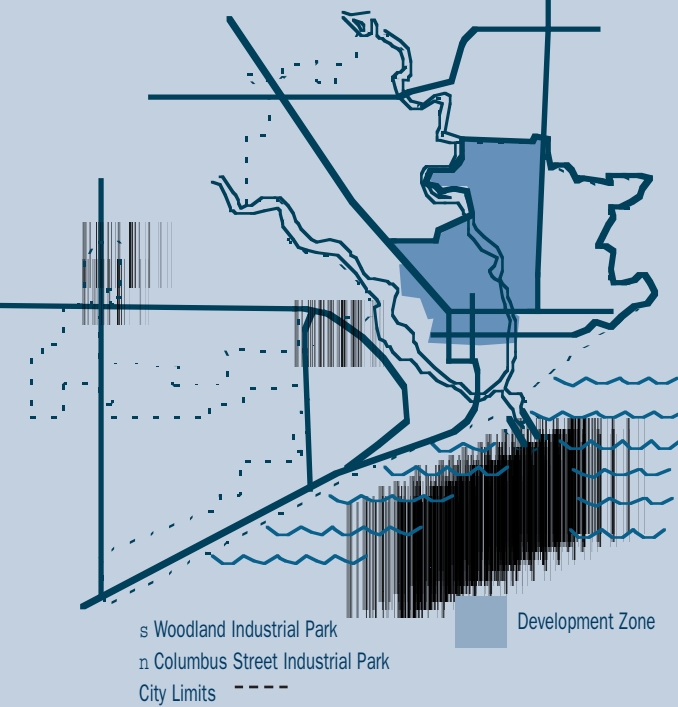 Development Zone
s Woodland Industrial Park
n Columbus Street Industrial Park
City Limits